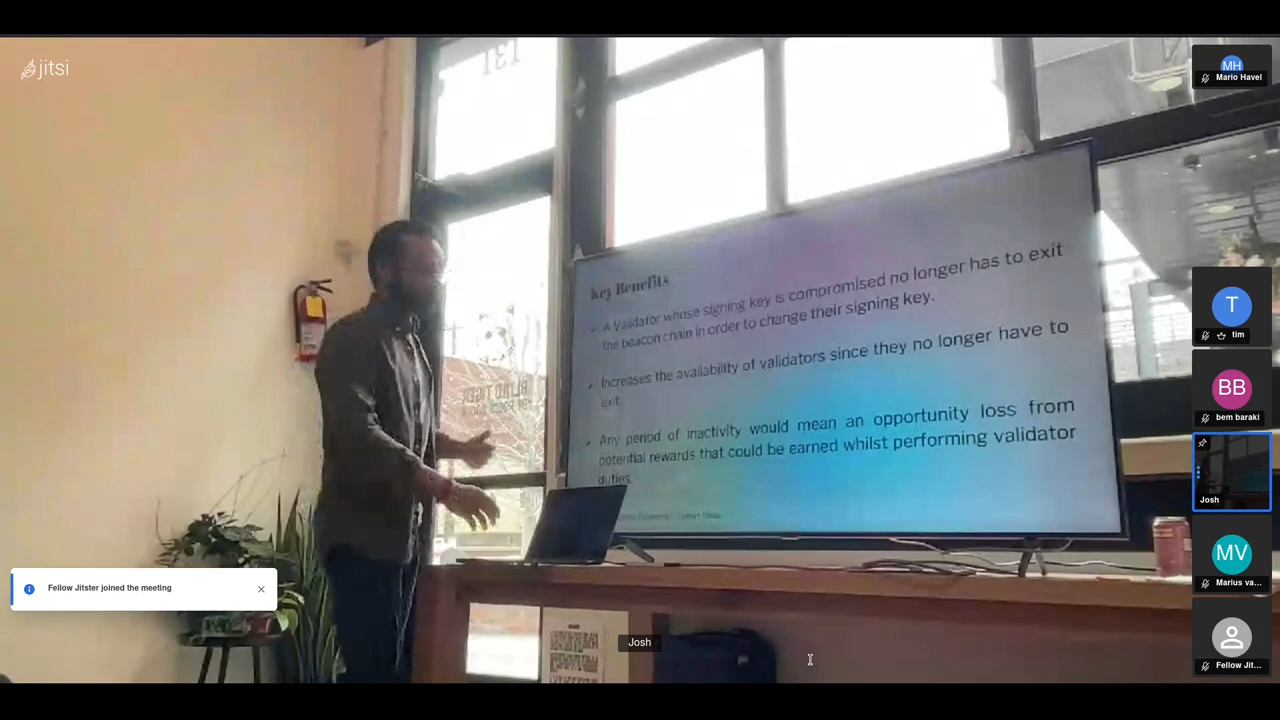 jitsi
131
BLIND TIGER
Key Benefits
A Validator whose signing key is compromised no longer has to exit
the beacon chain in order to change their signing key.
Increases the availability of validators since they no longer have to
exit.
Any period of inactivity would mean an opportunity loss from
potential rewards that could be earned whilst performing validator
duties.
Fellow Jitster joined the meeting
Josh
MH
Mario Havel
T
tim
BB
bem baraki
Josh
MV
Marius va...
Fellow Jit...